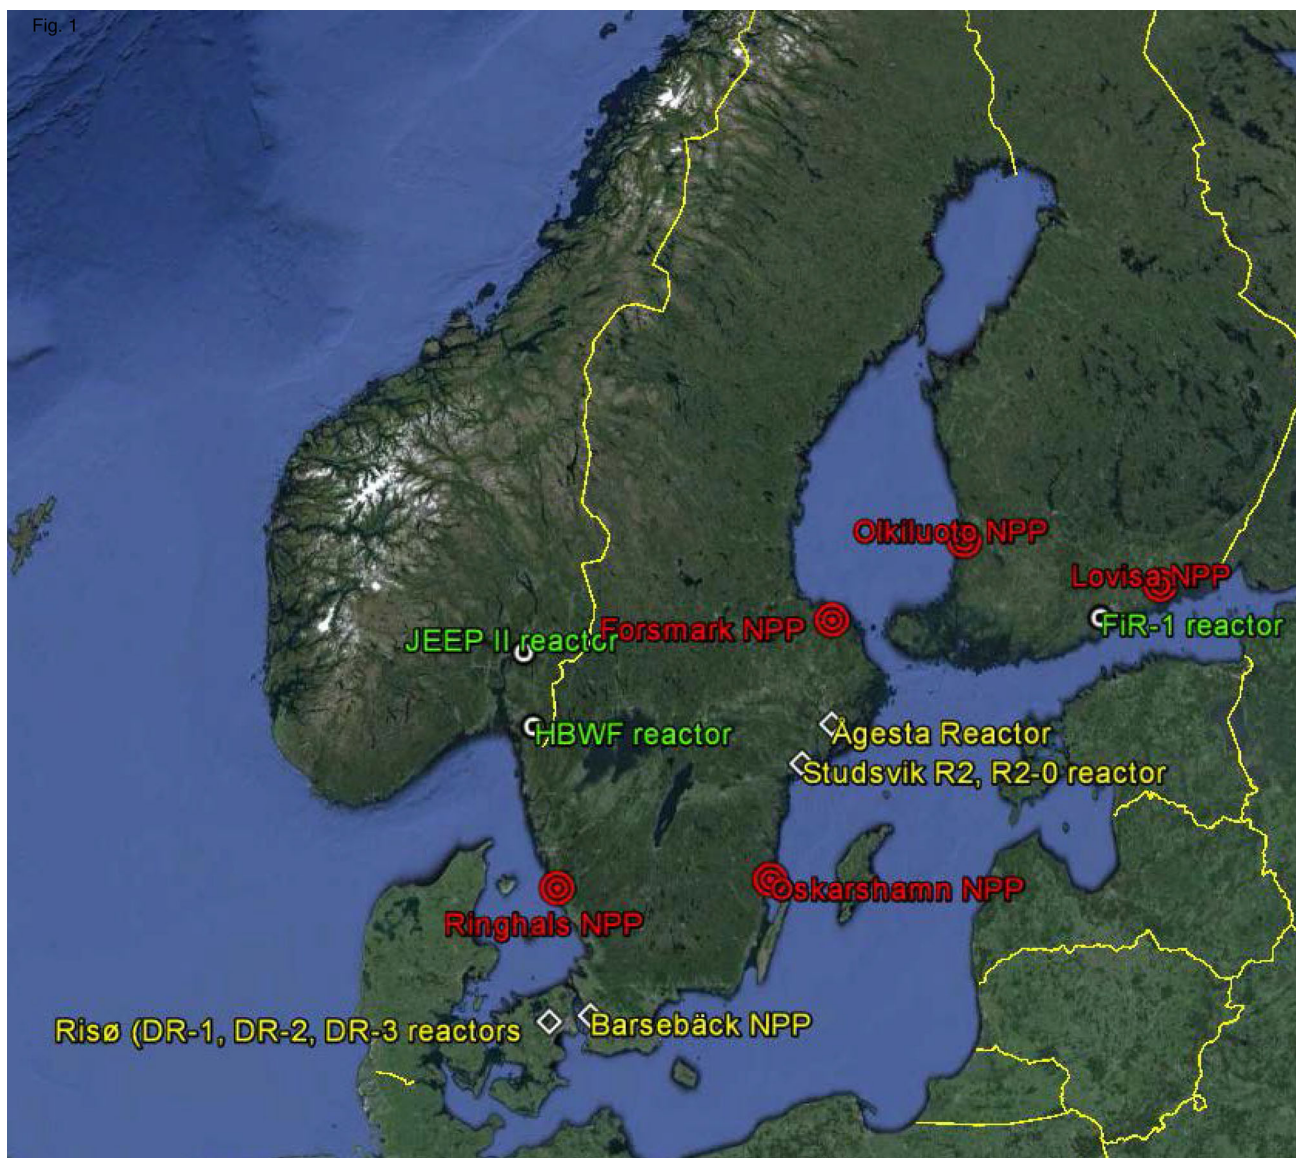 Fig. 1
Olkiluoto NPP
Lovisa NPP
FiR-1 reactor
Forsmark NPP
JEEP II reactor
HBWF reactor
Ågesta Reactor
Studsvik R2, R2-0 reactor
Oskarshamn NPP
Ringhals NPP
Risø (DR-1, DR-2, DR-3 reactors
Barsebäck NPP